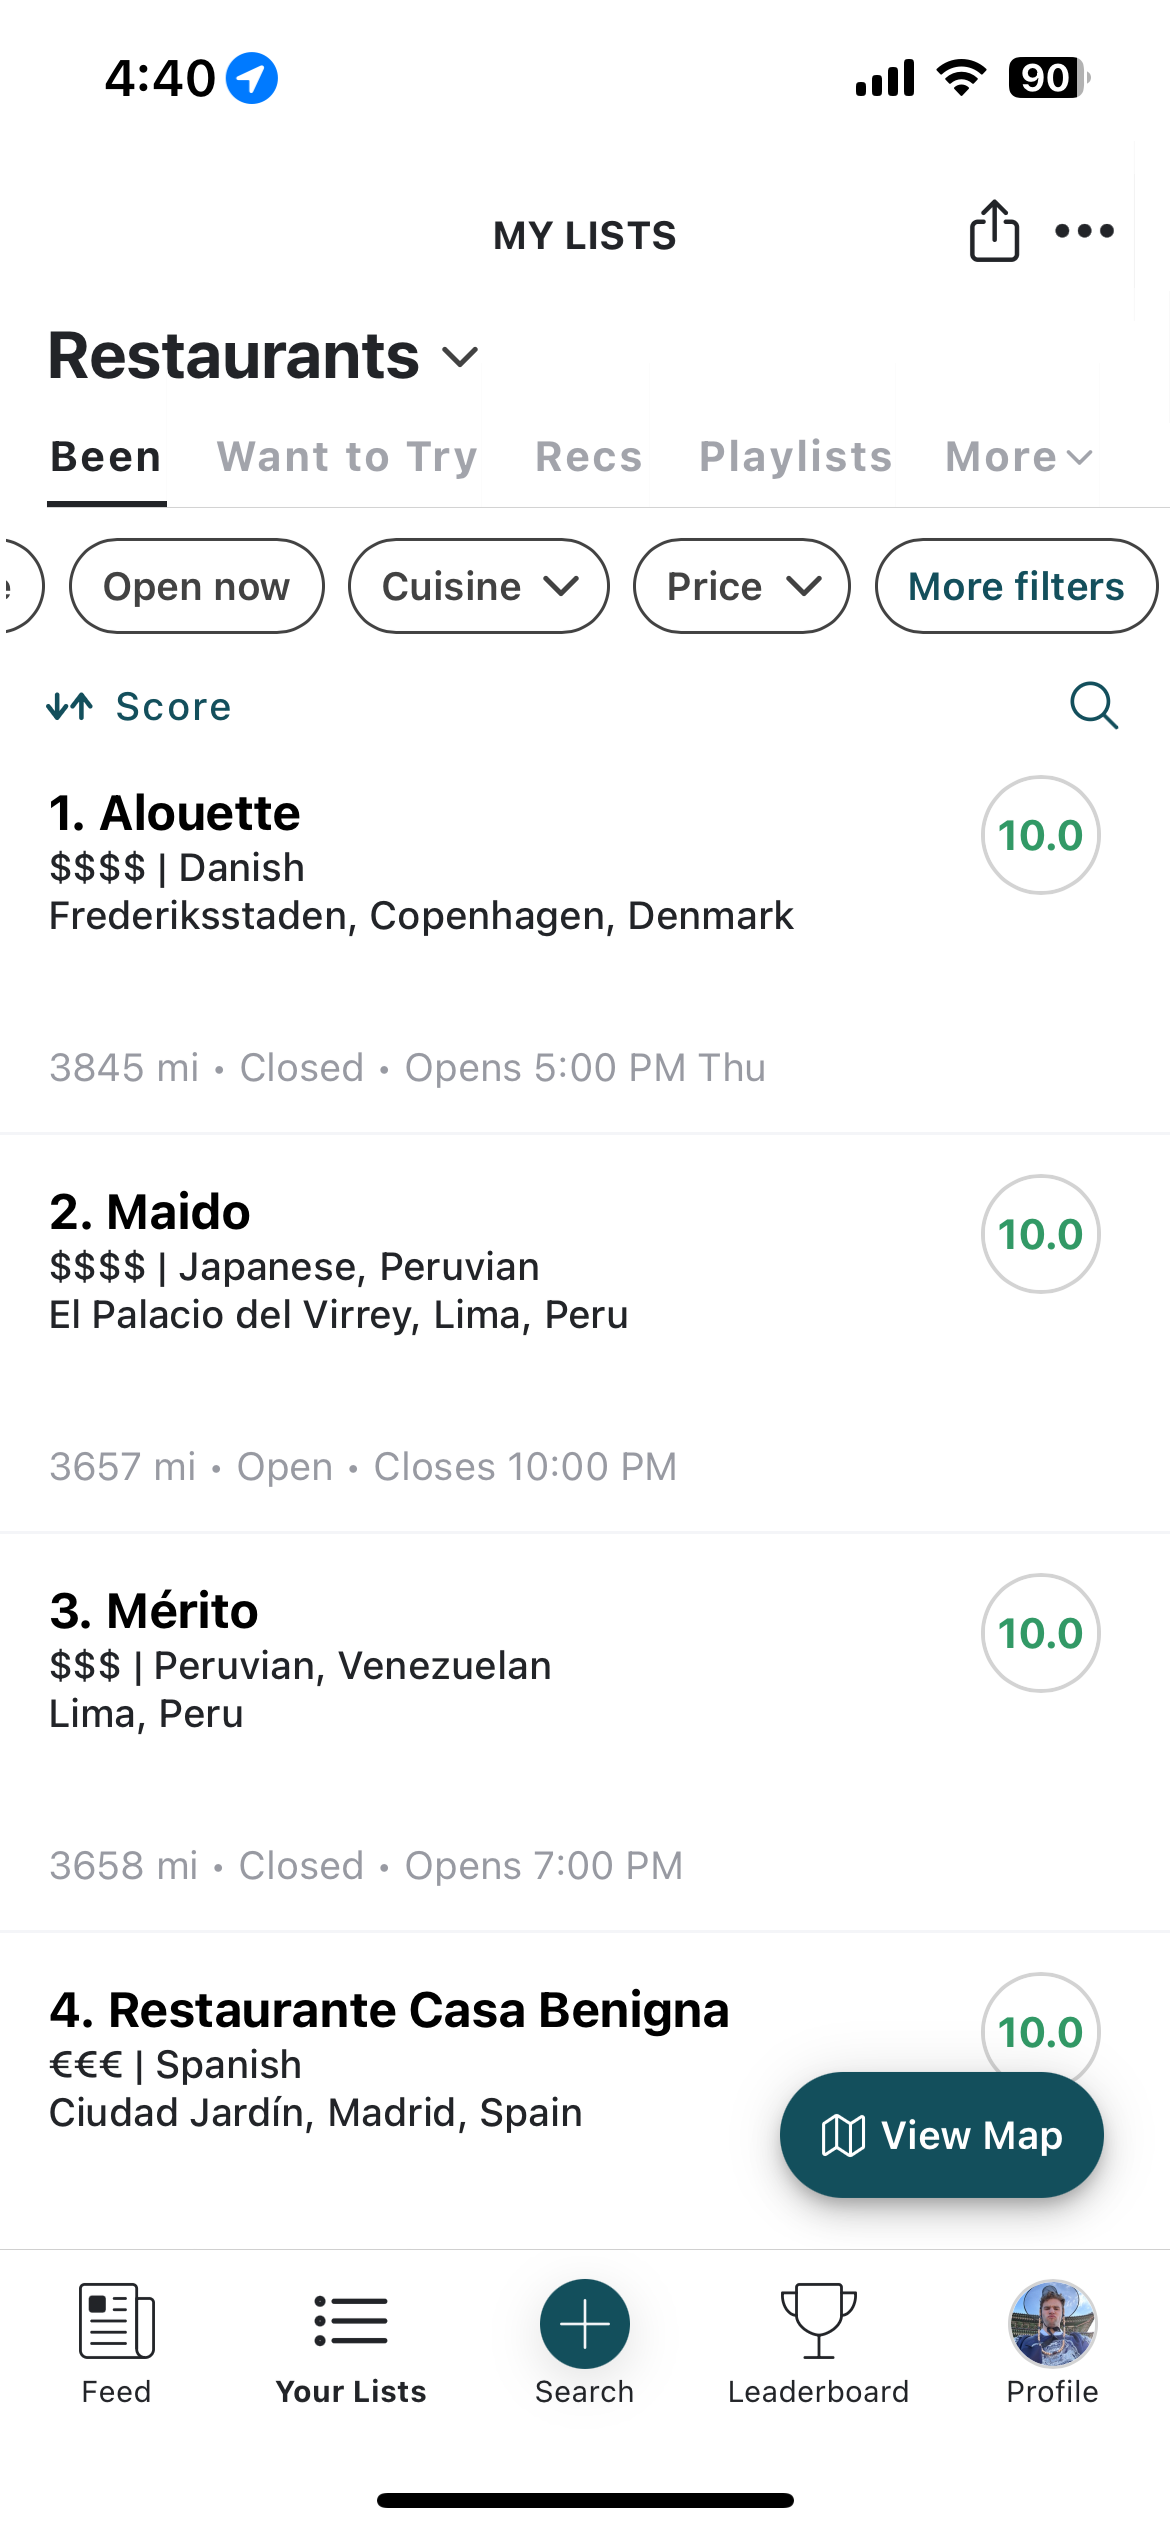 4:40
90
MY LISTS
Restaurants
Been Want to Try Recs Playlists More
Open now Cuisine Price More filters
Score
1. Alouette
10.0
$$$$ | Danish
Frederiksstaden, Copenhagen, Denmark
3845 mi • Closed • Opens 5:00 PM Thu
2. Maido
10.0
$$$$ | Japanese, Peruvian
El Palacio del Virrey, Lima, Peru
3657 mi • Open • Closes 10:00 PM
3. Mérito
10.0
$$$ | Peruvian, Venezuelan
Lima, Peru
3658 mi • Closed • Opens 7:00 PM
4. Restaurante Casa Benigna
10.0
€€€ | Spanish
Ciudad Jardín, Madrid, Spain
View Map
Feed Your Lists Search Leaderboard Profile